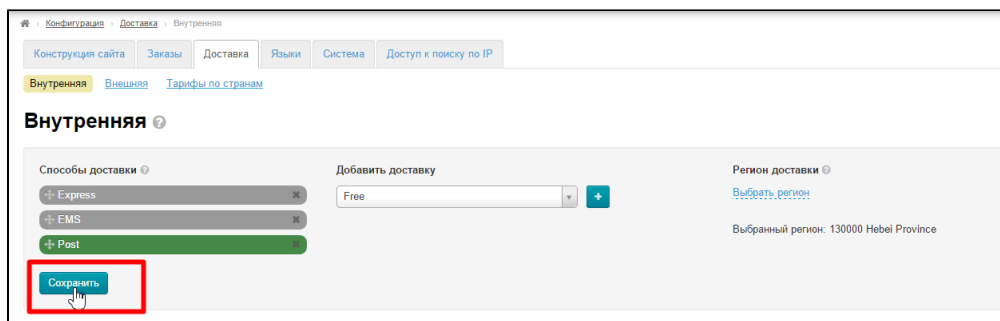 Конфигурация › Доставка › Внутренняя
Конструкция сайта Заказы Доставка Языки Система Доступ к поиску по IP
Внутренняя Внешняя Тарифы по странам
Внутренняя
Способы доставки Добавить доставку Регион доставки
Express Free + Выбрать регион
EMS
Выбранный регион: 130000 Hebei Province
Post
Сохранить